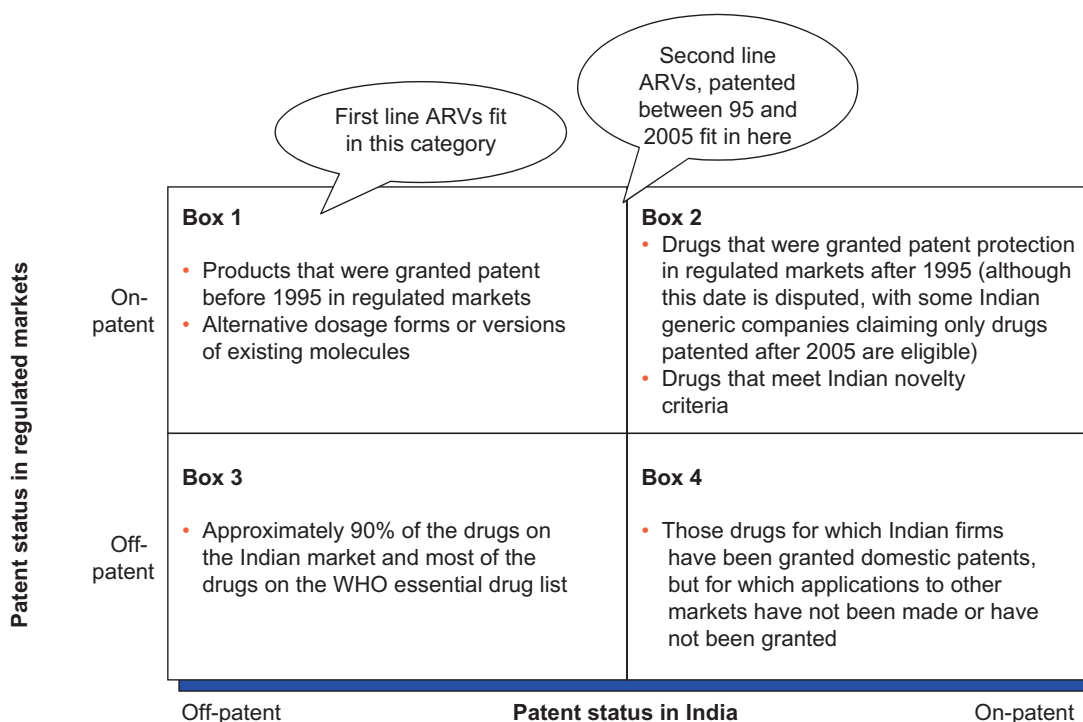 First line ARVs fit
in this category
Second line
ARVs, patented
between 95 and
2005 fit in here
Patent status in regulated markets
On-
patent
Box 1
• Products that were granted patent
before 1995 in regulated markets
• Alternative dosage forms or versions
of existing molecules
Box 2
• Drugs that were granted patent protection
in regulated markets after 1995 (although
this date is disputed, with some Indian
generic companies claiming only drugs
patented after 2005 are eligible)
• Drugs that meet Indian novelty
criteria
Off-
patent
Box 3
• Approximately 90% of the drugs on
the Indian market and most of the
drugs on the WHO essential drug list
Box 4
• Those drugs for which Indian firms
have been granted domestic patents,
but for which applications to other
markets have not been made or have
not been granted
Off-patent
Patent status in India
On-patent